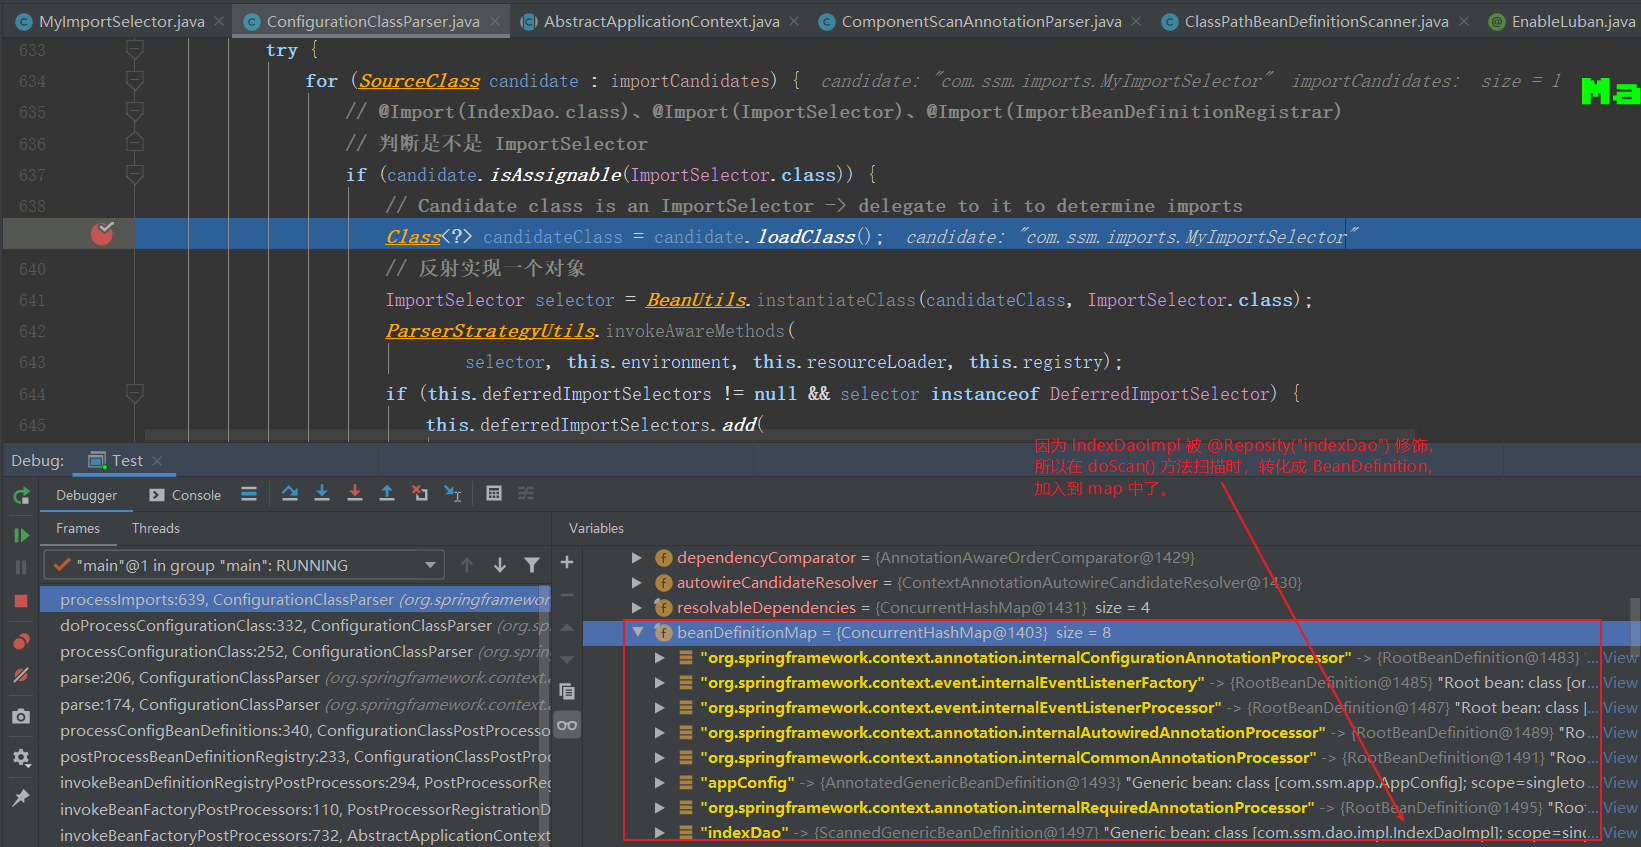 MyImportSelector.java
ConfigurationClassParser.java
AbstractApplicationContext.java
ComponentScanAnnotationParser.java
ClassPathBeanDefinitionScanner.java
EnableLuban.java
633 try {
634 for (SourceClass candidate : importCandidates) { candidate: "com.ssm.imports.MyImportSelector" importCandidates: size = 1
Ma
635 // @Import(IndexDao.class)、@Import(ImportSelector)、@Import(ImportBeanDefinitionRegistrar)
636 // 判断是不是 ImportSelector
637 if (candidate.isAssignable(ImportSelector.class)) {
638 // Candidate class is an ImportSelector -> delegate to it to determine imports
Class<?> candidateClass = candidate.loadClass(); candidate: "com.ssm.imports.MyImportSelector"
640 // 反射实现一个对象
641 ImportSelector selector = BeanUtils.instantiateClass(candidateClass, ImportSelector.class);
642 ParserStrategyUtils.invokeAwareMethods(
643 selector, this.environment, this.resourceLoader, this.registry);
644 if (this.deferredImportSelectors != null && selector instanceof DeferredImportSelector) {
645 this.deferredImportSelectors.add(
因为 IndexDaoImpl 被 @Reposity("indexDao") 修饰,
所以在 doScan() 方法扫描时，转化成 BeanDefinition,
加入到 map 中了。
Debug: Test
Debugger Console
Frames Threads
"main"@1 in group "main": RUNNING
processImports:639, ConfigurationClassParser (org.springframework
doProcessConfigurationClass:332, ConfigurationClassParser (org.sp
processConfigurationClass:252, ConfigurationClassParser (org.spri
parse:206, ConfigurationClassParser (org.springframework.context.
parse:174, ConfigurationClassParser (org.springframework.context.
processConfigBeanDefinitions:340, ConfigurationClassPostProcesso
postProcessBeanDefinitionRegistry:233, ConfigurationClassPostProc
invokeBeanDefinitionRegistryPostProcessors:294, PostProcessorReg
invokeBeanFactoryPostProcessors:110, PostProcessorRegistrationD
invokeBeanFactoryPostProcessors:732, AbstractApplicationContext
Variables
dependencyComparator = {AnnotationAwareOrderComparator@1429}
autowireCandidateResolver = {ContextAnnotationAutowireCandidateResolver@1430}
resolvableDependencies = {ConcurrentHashMap@1431} size = 4
beanDefinitionMap = {ConcurrentHashMap@1403} size = 8
"org.springframework.context.annotation.internalConfigurationAnnotationProcessor" -> {RootBeanDefinition@1483} ... View
"org.springframework.context.event.internalEventListenerFactory" -> {RootBeanDefinition@1485} "Root bean: class [or... View
"org.springframework.context.event.internalEventListenerProcessor" -> {RootBeanDefinition@1487} "Root bean: class [... View
"org.springframework.context.annotation.internalAutowiredAnnotationProcessor" -> {RootBeanDefinition@1489} "Ro... View
"org.springframework.context.annotation.internalCommonAnnotationProcessor" -> {RootBeanDefinition@1491} "Roo... View
"appConfig" -> {AnnotatedGenericBeanDefinition@1493} "Generic bean: class [com.ssm.app.AppConfig]; scope=singleto... View
"org.springframework.context.annotation.internalRequiredAnnotationProcessor" -> {RootBeanDefinition@1495} "Root... View
"indexDao" -> {ScannedGenericBeanDefinition@1497} "Generic bean: class [com.ssm.dao.impl.IndexDaoImpl]; scope=sing... View